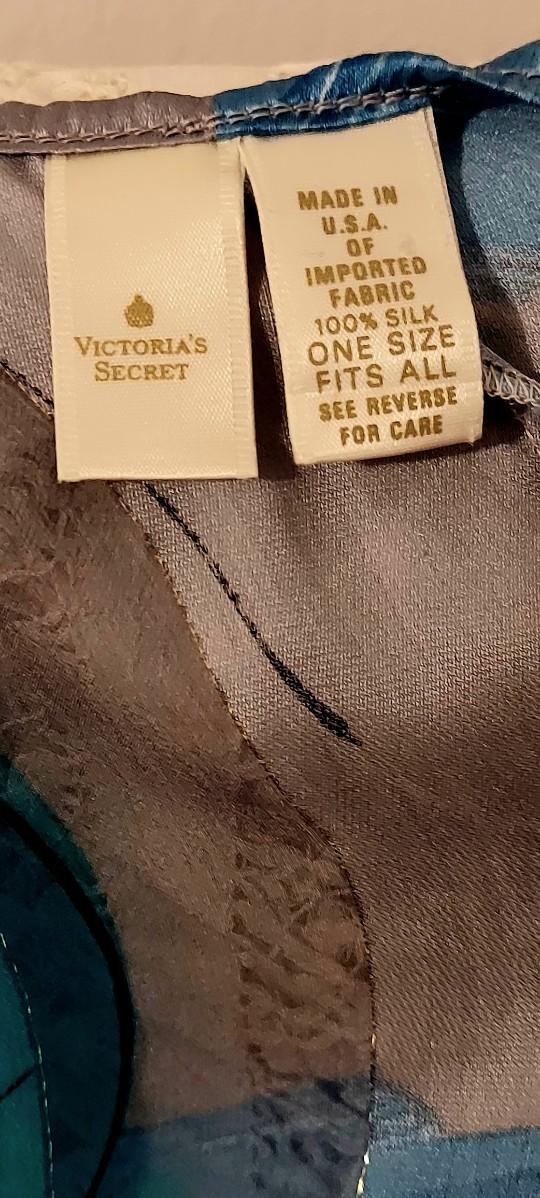 VICTORIA'S
SECRET
MADE IN
U.S.A.
OF
IMPORTED
FABRIC
100% SILK
ONE SIZE
FITS ALL
SEE REVERSE
FOR CARE